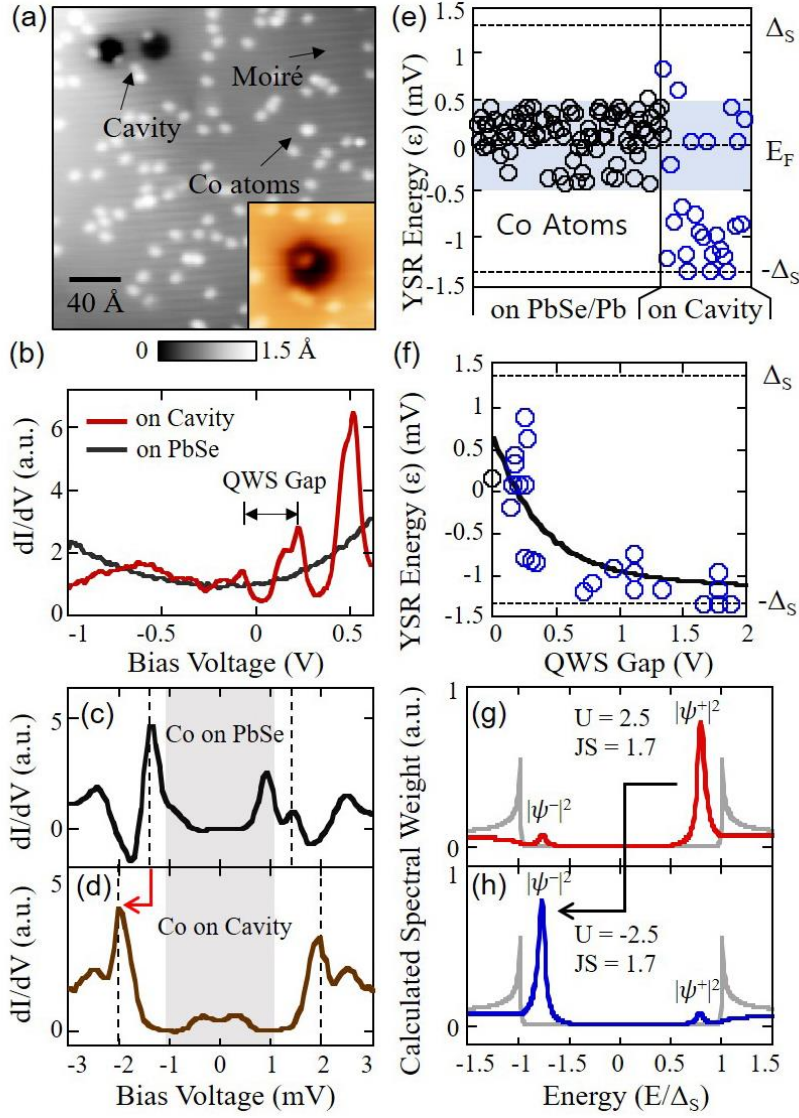 (a)
Moiré
Cavity
Co atoms
40 Å
0 1.5 Å
(b)
on Cavity
on PbSe
QWS Gap
dI/dV (a.u.)
6
4
2
0
-1 -0.5 0 0.5
Bias Voltage (V)
(c)
Co on PbSe
dI/dV (a.u.)
5
0
(d)
Co on Cavity
dI/dV (a.u.)
5
0
-3 -2 -1 0 1 2 3
Bias Voltage (mV)
(e)
YSR Energy (ε) (mV)
1.5
1
0.5
0
-0.5
-1
-1.5
ΔS
EF
-ΔS
Co Atoms
on PbSe/Pb
on Cavity
(f)
YSR Energy (ε) (mV)
1.5
1
0.5
0
-0.5
-1
-1.5
ΔS
-ΔS
0 0.5 1 1.5 2
QWS Gap (V)
Calculated Spectral Weight (a.u.)
(g)
1
0
U = 2.5
JS = 1.7
|ψ⁺|²
|ψ⁻|²
(h)
1
0
|ψ⁻|²
U = -2.5
JS = 1.7
|ψ⁺|²
-1.5 -1 -0.5 0 0.5 1 1.5
Energy (E/ΔS)